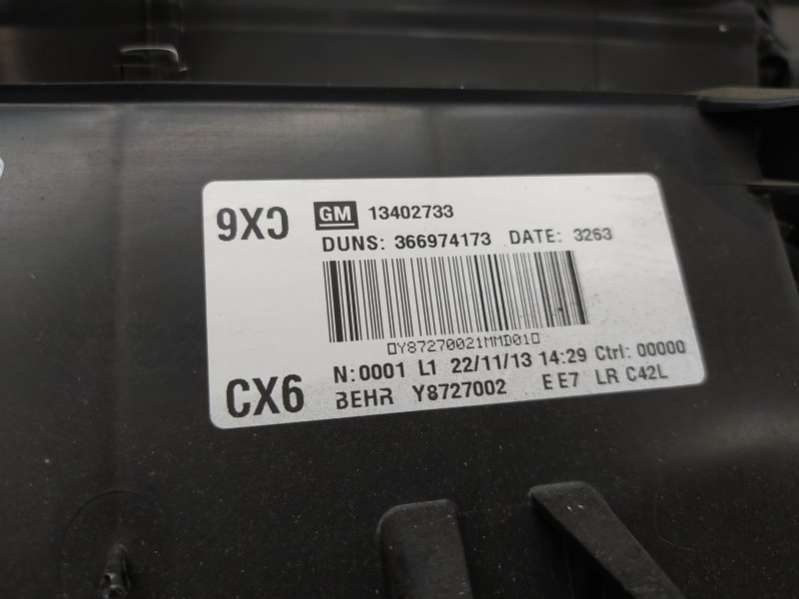 CX6
GM 13402733
DUNS: 366974173 DATE: 3263
▯Y87270021MMD01▯
CX6
N:0001 L1 22/11/13 14:29 Ctrl: 00000
BEHR Y8727002 E E7 LR C42L